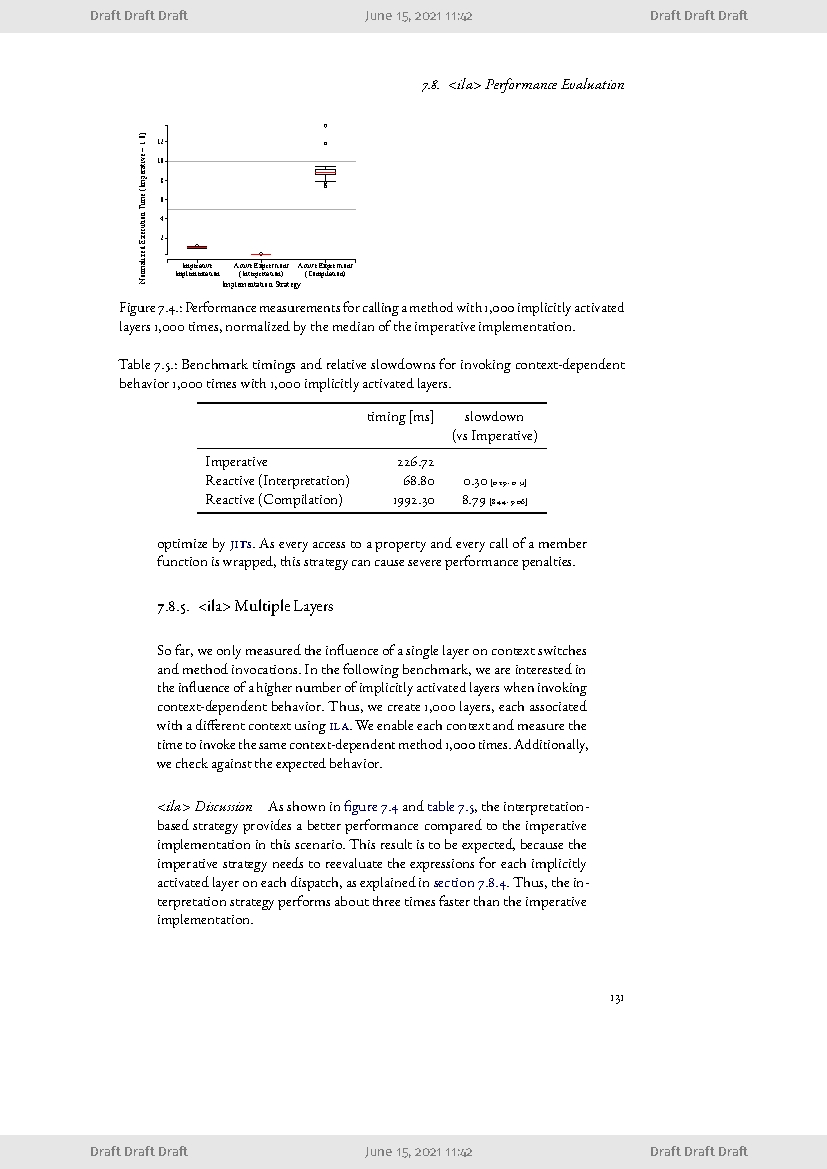 Draft Draft Draft June 15, 2021 11:42 Draft Draft Draft
7.8. <ila> Performance Evaluation
Normalized Execution Time (Imperative = 1.0)
12
10
8
6
4
2
Imperative Implementation
Active Expressions (Interpretation)
Active Expressions (Compilation)
Implementation Strategy
Figure 7.4.: Performance measurements for calling a method with 1,000 implicitly activated
layers 1,000 times, normalized by the median of the imperative implementation.
Table 7.5.: Benchmark timings and relative slowdowns for invoking context-dependent
behavior 1,000 times with 1,000 implicitly activated layers.
timing [ms] slowdown
(vs Imperative)
Imperative 226.72
Reactive (Interpretation) 68.80 0.30
Reactive (Compilation) 1992.30 8.79
optimize by JITs. As every access to a property and every call of a member
function is wrapped, this strategy can cause severe performance penalties.
7.8.5. <ila> Multiple Layers
So far, we only measured the influence of a single layer on context switches
and method invocations. In the following benchmark, we are interested in
the influence of a higher number of implicitly activated layers when invoking
context-dependent behavior. Thus, we create 1,000 layers, each associated
with a different context using ILA. We enable each context and measure the
time to invoke the same context-dependent method 1,000 times. Additionally,
we check against the expected behavior.
<ila> Discussion As shown in figure 7.4 and table 7.5, the interpretation-
based strategy provides a better performance compared to the imperative
implementation in this scenario. This result is to be expected, because the
imperative strategy needs to reevaluate the expressions for each implicitly
activated layer on each dispatch, as explained in section 7.8.4. Thus, the in-
terpretation strategy performs about three times faster than the imperative
implementation.
131
Draft Draft Draft June 15, 2021 11:42 Draft Draft Draft